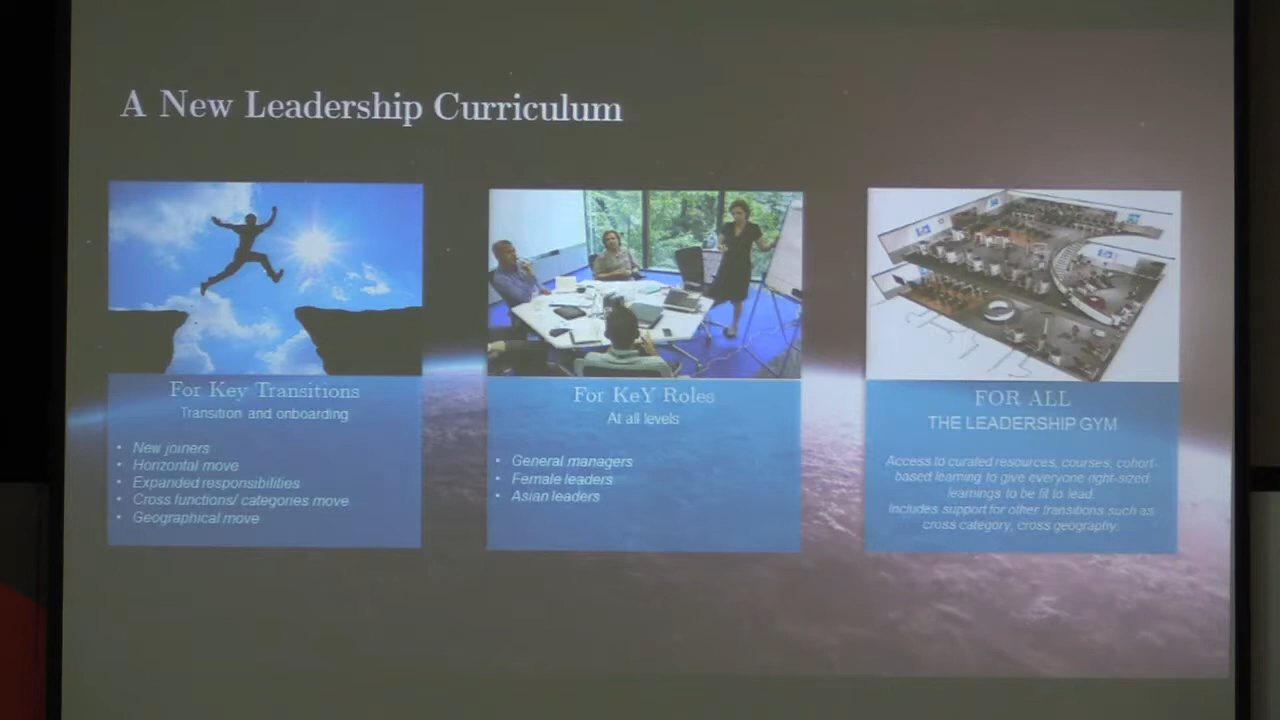 A New Leadership Curriculum
For Key Transitions
Transition and onboarding
• New joiners
• Horizontal move
• Expanded responsibilities
• Cross functions/ categories move
• Geographical move
For KeY Roles
At all levels
• General managers
• Female leaders
• Asian leaders
FOR ALL
THE LEADERSHIP GYM
Access to curated resources, courses, cohort-
based learning to give everyone right-sized
learnings to be fit to lead.
Includes support for other transitions such as
cross category, cross geography.